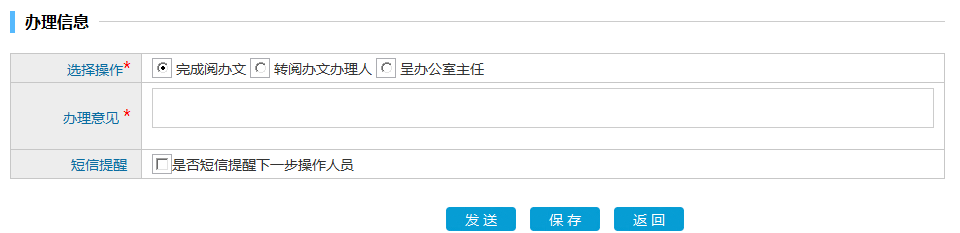 办理信息
选择操作* 完成阅办文 转阅办文办理人 呈办公室主任
办理意见 *
短信提醒 是否短信提醒下一步操作人员
发 送 保 存 返 回